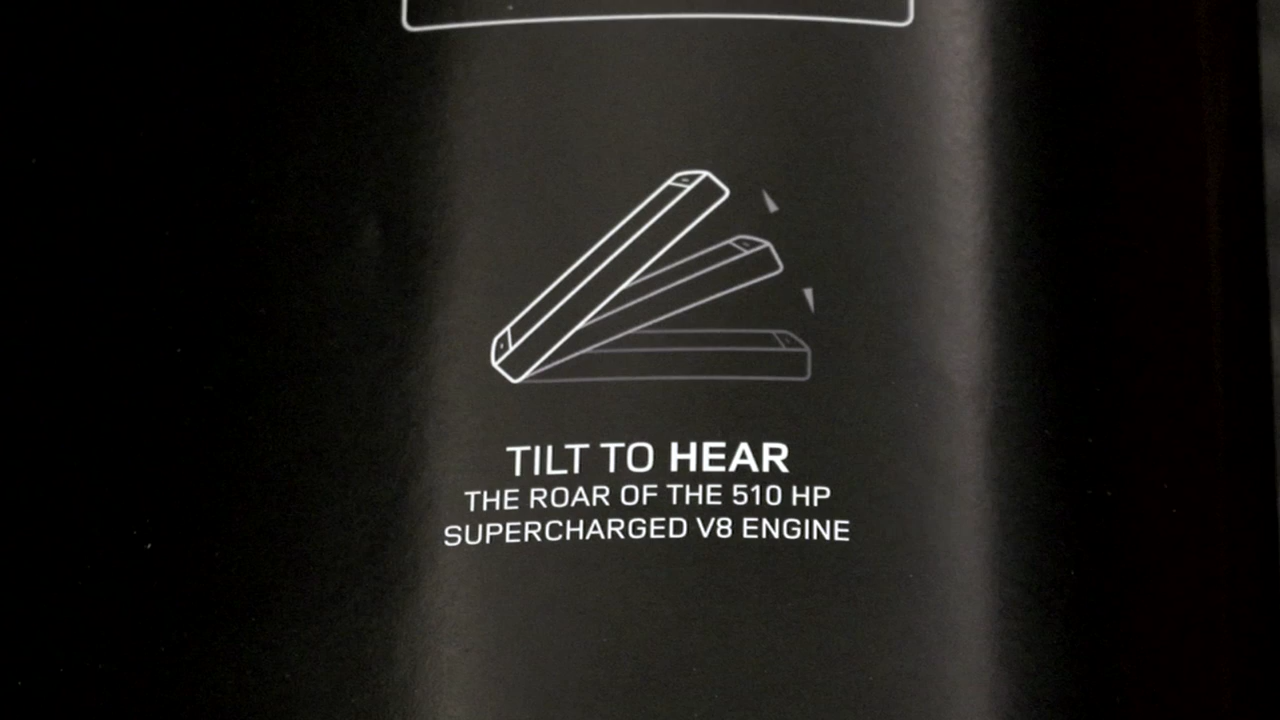 TILT TO HEAR
THE ROAR OF THE 510 HP
SUPERCHARGED V8 ENGINE